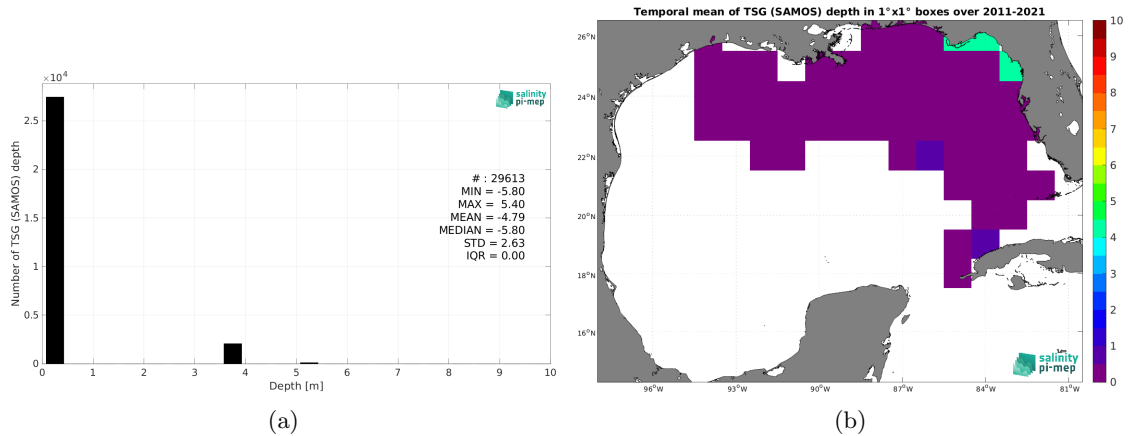 Temporal mean of TSG (SAMOS) depth in 1°x1° boxes over 2011-2021
×10⁴
2.5
2
1.5
1
0.5
0
Number of TSG (SAMOS) depth
salinity
pi-mep
# : 29613
MIN = -5.80
MAX = 5.40
MEAN = -4.79
MEDIAN = -5.80
STD = 2.63
IQR = 0.00
0 1 2 3 4 5 6 7 8 9 10
Depth [m]
(a)
26°N
24°N
22°N
20°N
18°N
16°N
96°W 93°W 90°W 87°W 84°W 81°W
salinity
pi-mep
10
9
8
7
6
5
4
3
2
1
0
(b)